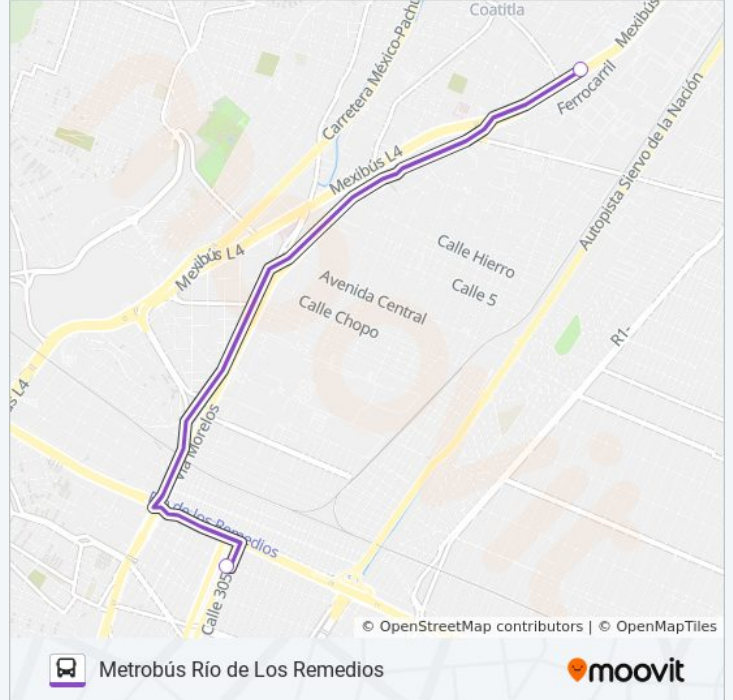 Coatitla
Mexibús
Carretera México-Pachu
Ferrocarril
Autopista Siervo de la Nación
Mexibús L4
Mexibús L4
Calle Hierro
Avenida Central
Calle 5
Calle Chopo
R1-
us L4
Vía Morelos
de los Remedios
Calle 305
© OpenStreetMap contributors | © OpenMapTiles
Metrobús Río de Los Remedios
moovit